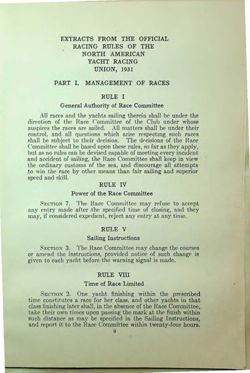 EXTRACTS FROM THE OFFICIAL
RACING RULES OF THE
NORTH AMERICAN
YACHT RACING
UNION, 1931
PART I. MANAGEMENT OF RACES
RULE I
General Authority of Race Committee
All races and the yachts sailing therein shall be under the
direction of the Race Committee of the Club under whose
auspices the races are sailed. All matters shall be under their
control, and all questions which arise respecting such races
shall be subject to their decision. The decisions of the Race
Committee shall be based upon these rules, so far as they apply,
but as no rules can be devised capable of meeting every incident
and accident of sailing, the Race Committee shall keep in view
the ordinary customs of the sea, and discourage all attempts
to win the race by other means than fair sailing and superior
speed and skill.
RULE IV
Power of the Race Committee
SECTION 7. The Race Committee may refuse to accept
any entry made after the specified time of closing, and they
may, if considered expedient, reject any entry at any time.
RULE V
Sailing Instructions
SECTION 3. The Race Committee may change the courses
or amend the instructions, provided notice of such change is
given to each yacht before the warning signal is made.
RULE VIII
Time of Race Limited
SECTION 2. One yacht finishing within the prescribed
time constitutes a race for her class, and other yachts in that
class finishing later shall, in the absence of the Race Committee,
take their own times upon passing the mark at the finish within
such distance as may be specified in the Sailing Instructions,
and report it to the Race Committee within twenty-four hours.
9